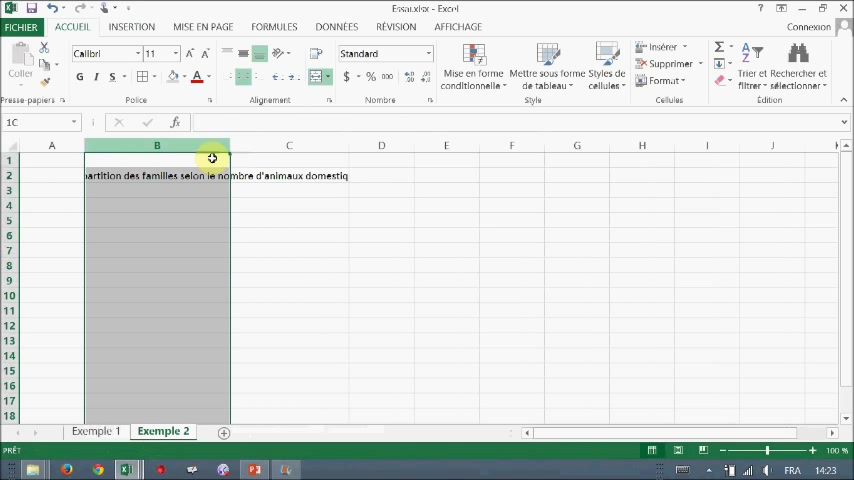 Essai.xlsx - Excel
FICHIER ACCUEIL INSERTION MISE EN PAGE FORMULES DONNÉES RÉVISION AFFICHAGE Connexion
Coller
Calibri 11
G I S A
Standard
$ % 000
Mise en forme conditionnelle
Mettre sous forme de tableau
Styles de cellules
Insérer
Supprimer
Format
Trier et filtrer
Rechercher et sélectionner
Presse-papiers Police Alignement Nombre Style Cellules Édition
1C fx
A B C D E F G H I J K
1
2 partition des familles selon le nombre d'animaux domestiq
3
4
5
6
7
8
9
10
11
12
13
14
15
16
17
18
Exemple 1 Exemple 2
PRÊT 100 %
FRA 14:23